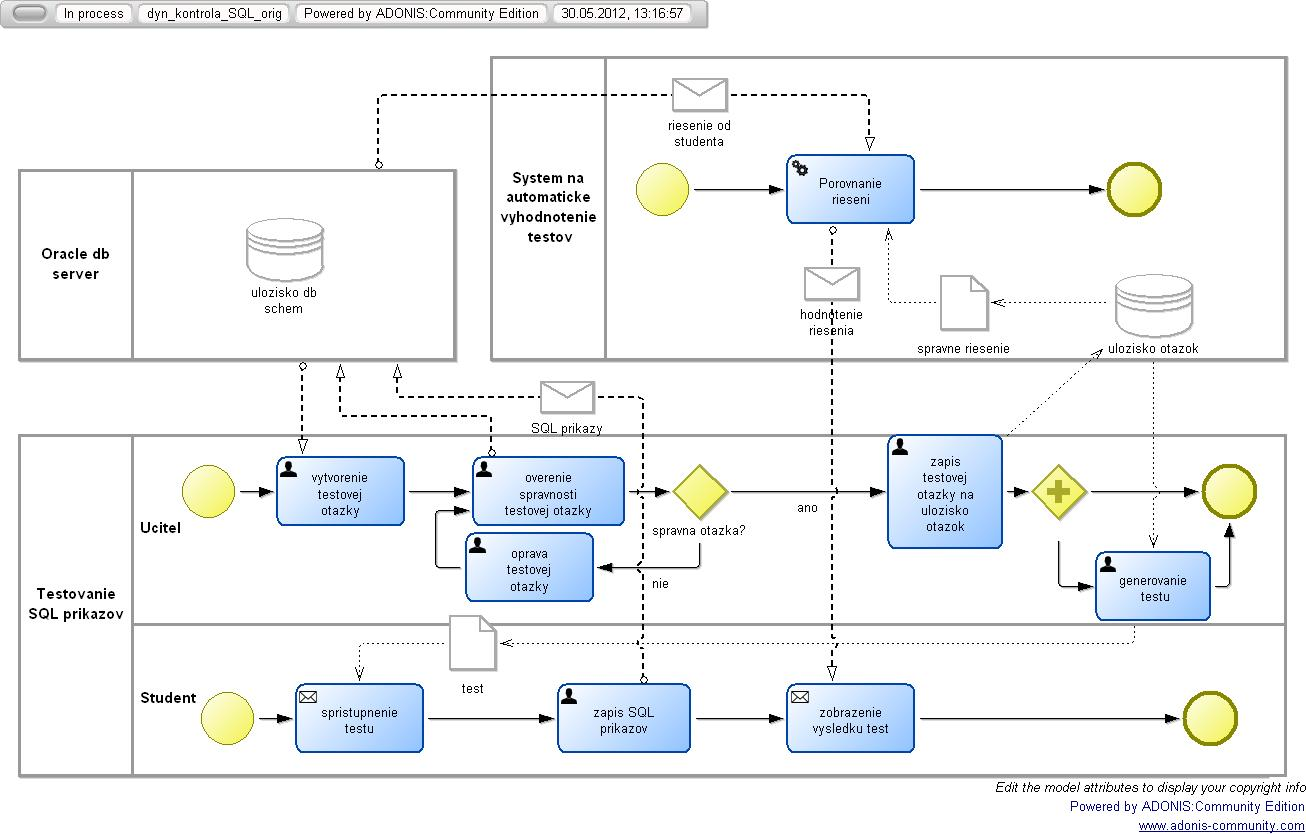 In process
dyn_kontrola_SQL_orig
Powered by ADONIS:Community Edition
30.05.2012, 13:16:57
riesenie od
studenta
System na
automaticke
vyhodnotenie
testov
Porovnanie
rieseni
Oracle db
server
ulozisko db
schem
hodnotenie
riesenia
spravne riesenie
ulozisko otazok
SQL prikazy
Testovanie
SQL prikazov
Ucitel
vytvorenie
testovej
otazky
overenie
spravnosti
testovej otazky
spravna otazka?
ano
nie
oprava
testovej
otazky
zapis
testovej
otazky na
ulozisko
otazok
generovanie
testu
test
Student
spristupnenie
testu
zapis SQL
prikazov
zobrazenie
vysledku test
Edit the model attributes to display your copyright info
Powered by ADONIS:Community Edition
www.adonis-community.com